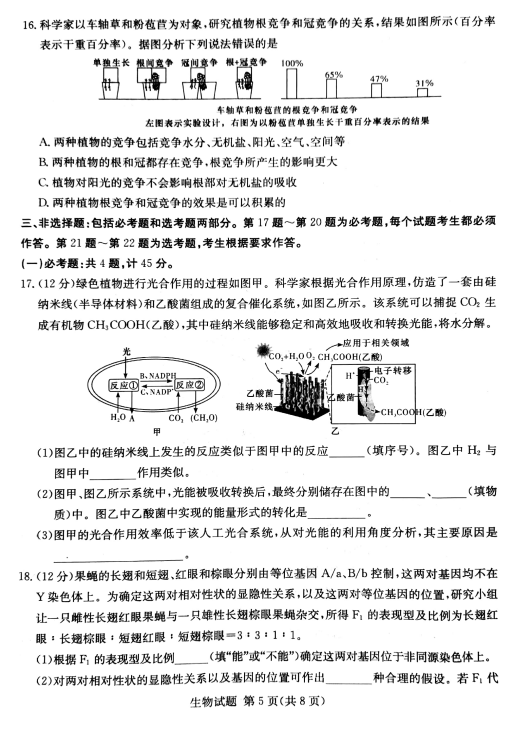 16. 科学家以车轴草和粉苞苣为对象,研究植物根竞争和冠竞争的关系,结果如图所示(百分率
表示干重百分率)。据图分析下列说法错误的是
单独生长 根间竞争 冠间竞争 根+冠竞争 100%
65%
47%
31%
车轴草和粉苞苣的根竞争和冠竞争
左图表示实验设计,右图为以粉苞苣单独生长干重百分率表示的结果
A. 两种植物的竞争包括竞争水分、无机盐、阳光、空气、空间等
B. 两种植物的根和冠都存在竞争,根竞争所产生的影响更大
C. 植物对阳光的竞争不会影响根部对无机盐的吸收
D. 两种植物根竞争和冠竞争的效果是可以积累的
三、非选择题:包括必考题和选考题两部分。第 17 题~第 20 题为必考题,每个试题考生都必须
作答。第 21 题~第 22 题为选考题,考生根据要求作答。
(一)必考题:共 4 题,计 45 分。
17. (12 分)绿色植物进行光合作用的过程如图甲。科学家根据光合作用原理,仿造了一套由硅
纳米线(半导体材料)和乙酸菌组成的复合催化系统,如图乙所示。该系统可以捕捉 CO₂ 生
成有机物 CH₃COOH(乙酸),其中硅纳米线能够稳定和高效地吸收和转换光能,将水分解。
光
B、NADPH
反应① 反应②
C、NADP⁺
H₂O A CO₂ (CH₂O)
甲
应用于相关领域
CO₂+H₂O O₂ CH₃COOH(乙酸)
e⁻
乙酸菌
硅纳米线
电子转移
H⁺
CO₂
H₂
乙酸菌
CH₃COOH(乙酸)
乙
(1)图乙中的硅纳米线上发生的反应类似于图甲中的反应______(填序号)。图乙中 H₂ 与
图甲中________作用类似。
(2)图甲、图乙所示系统中,光能被吸收转换后,最终分别储存在图中的______、______(填物
质)中。图乙中乙酸菌中实现的能量形式的转化是__________。
(3)图甲的光合作用效率低于该人工光合系统,从对光能的利用角度分析,其主要原因是
____________________。
18. (12 分)果蝇的长翅和短翅、红眼和棕眼分别由等位基因 A/a、B/b 控制,这两对基因均不在
Y 染色体上。为确定这两对相对性状的显隐性关系,以及这两对等位基因的位置,研究小组
让一只雌性长翅红眼果蝇与一只雄性长翅棕眼果蝇杂交,所得 F₁ 的表现型及比例为长翅红
眼∶长翅棕眼∶短翅红眼∶短翅棕眼=3∶3∶1∶1。
(1)根据 F₁ 的表现型及比例______(填“能”或“不能”)确定这两对基因位于非同源染色体上。
(2)对两对相对性状的显隐性关系以及基因的位置可作出________种合理的假设。若 F₁ 代
生物试题 第 5 页(共 8 页)